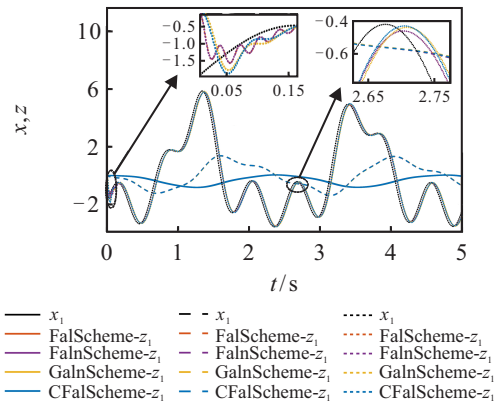 −0.5
−1.0
−1.5
0.05 0.15
−0.4
−0.6
2.65 2.75
x, z
10
6
2
−2
0 1 2 3 4 5
t/s
x₁ x₁ x₁
FalScheme-z₁ FalScheme-z₁ FalScheme-z₁
FalnScheme-z₁ FalnScheme-z₁ FalnScheme-z₁
GalnScheme-z₁ GalnScheme-z₁ GalnScheme-z₁
CFalScheme-z₁ CFalScheme-z₁ CFalScheme-z₁